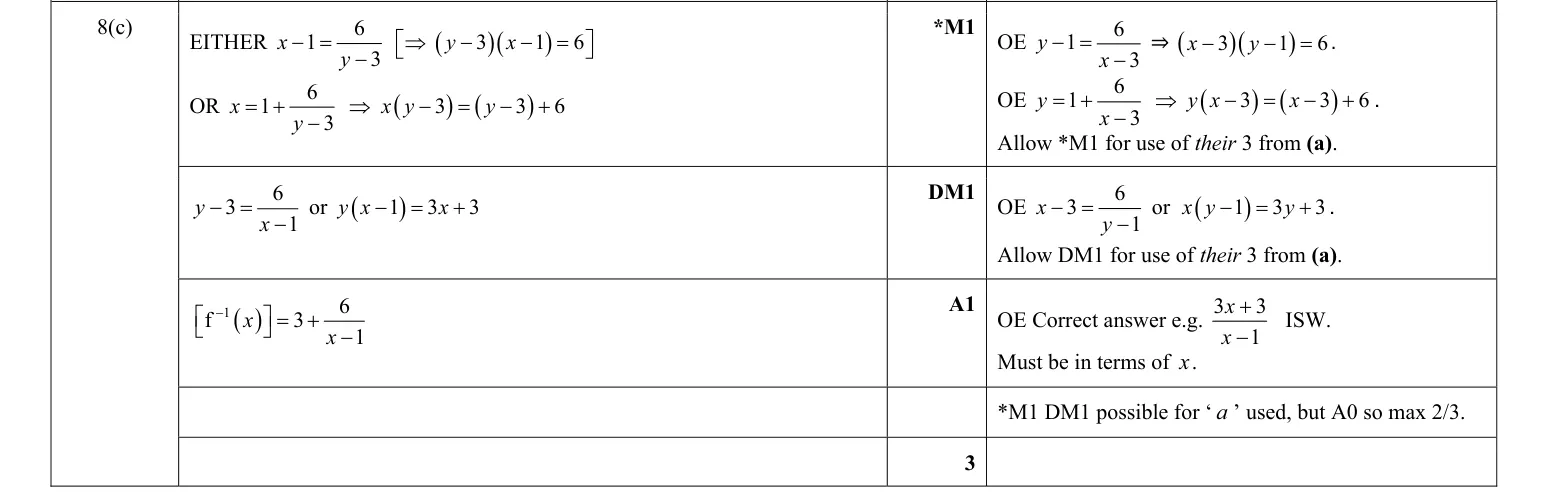 8(c)
EITHER x − 1 = 6/(y − 3) [⇒ (y − 3)(x − 1) = 6]
OR x = 1 + 6/(y − 3) ⇒ x(y − 3) = (y − 3) + 6
*M1
OE y − 1 = 6/(x − 3) ⇒ (x − 3)(y − 1) = 6.
OE y = 1 + 6/(x − 3) ⇒ y(x − 3) = (x − 3) + 6.
Allow *M1 for use of their 3 from (a).
y − 3 = 6/(x − 1) or y(x − 1) = 3x + 3
DM1
OE x − 3 = 6/(y − 1) or x(y − 1) = 3y + 3.
Allow DM1 for use of their 3 from (a).
[f⁻¹(x)] = 3 + 6/(x − 1)
A1
OE Correct answer e.g. (3x + 3)/(x − 1) ISW.
Must be in terms of x.
*M1 DM1 possible for ‘ a ’ used, but A0 so max 2/3.
3